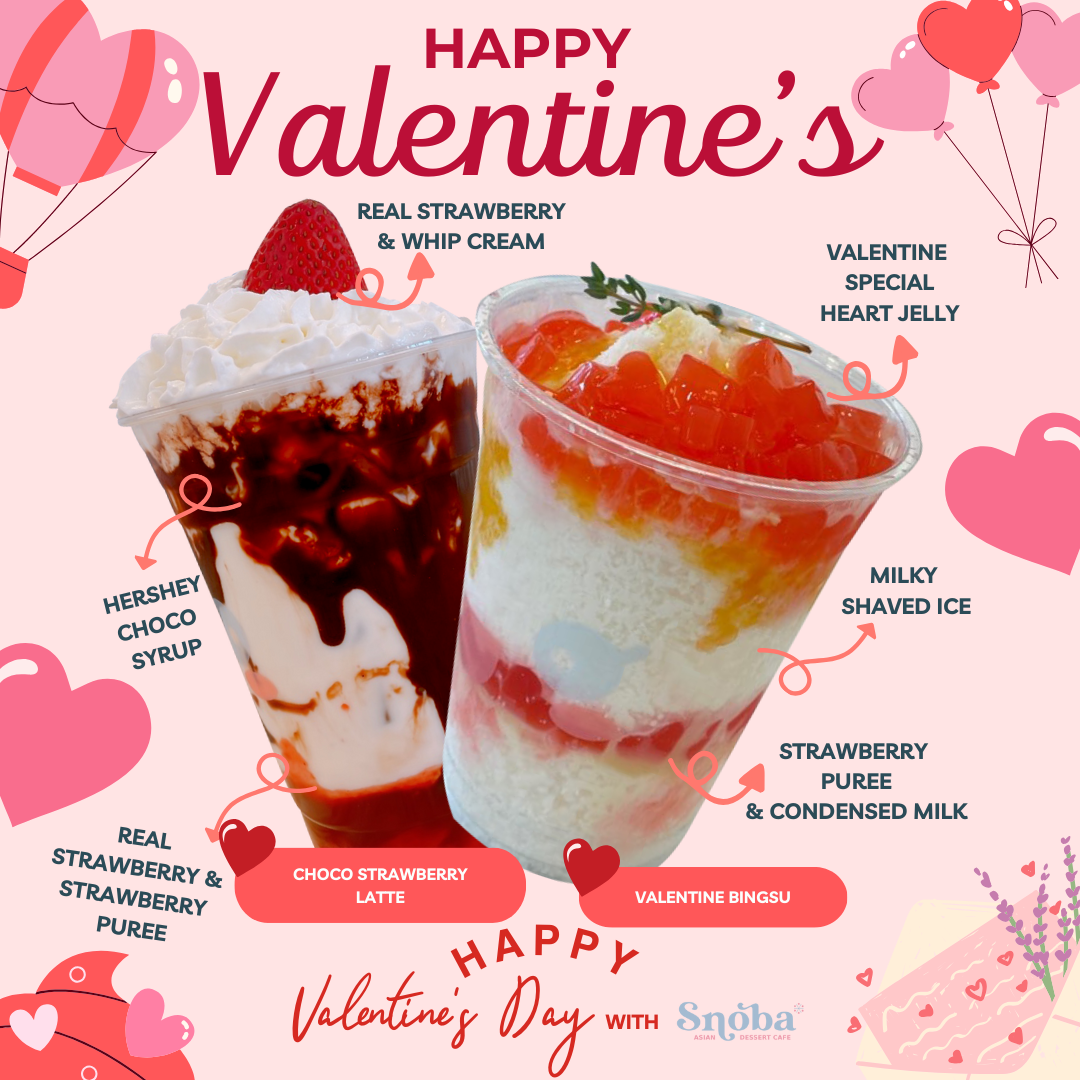 HAPPY
Valentine's
REAL STRAWBERRY
& WHIP CREAM
VALENTINE
SPECIAL
HEART JELLY
HERSHEY
CHOCO
SYRUP
MILKY
SHAVED ICE
STRAWBERRY
PUREE
& CONDENSED MILK
REAL
STRAWBERRY &
STRAWBERRY
PUREE
CHOCO STRAWBERRY
LATTE
VALENTINE BINGSU
HAPPY
Valentine's Day WITH Snöba
ASIAN DESSERT CAFE